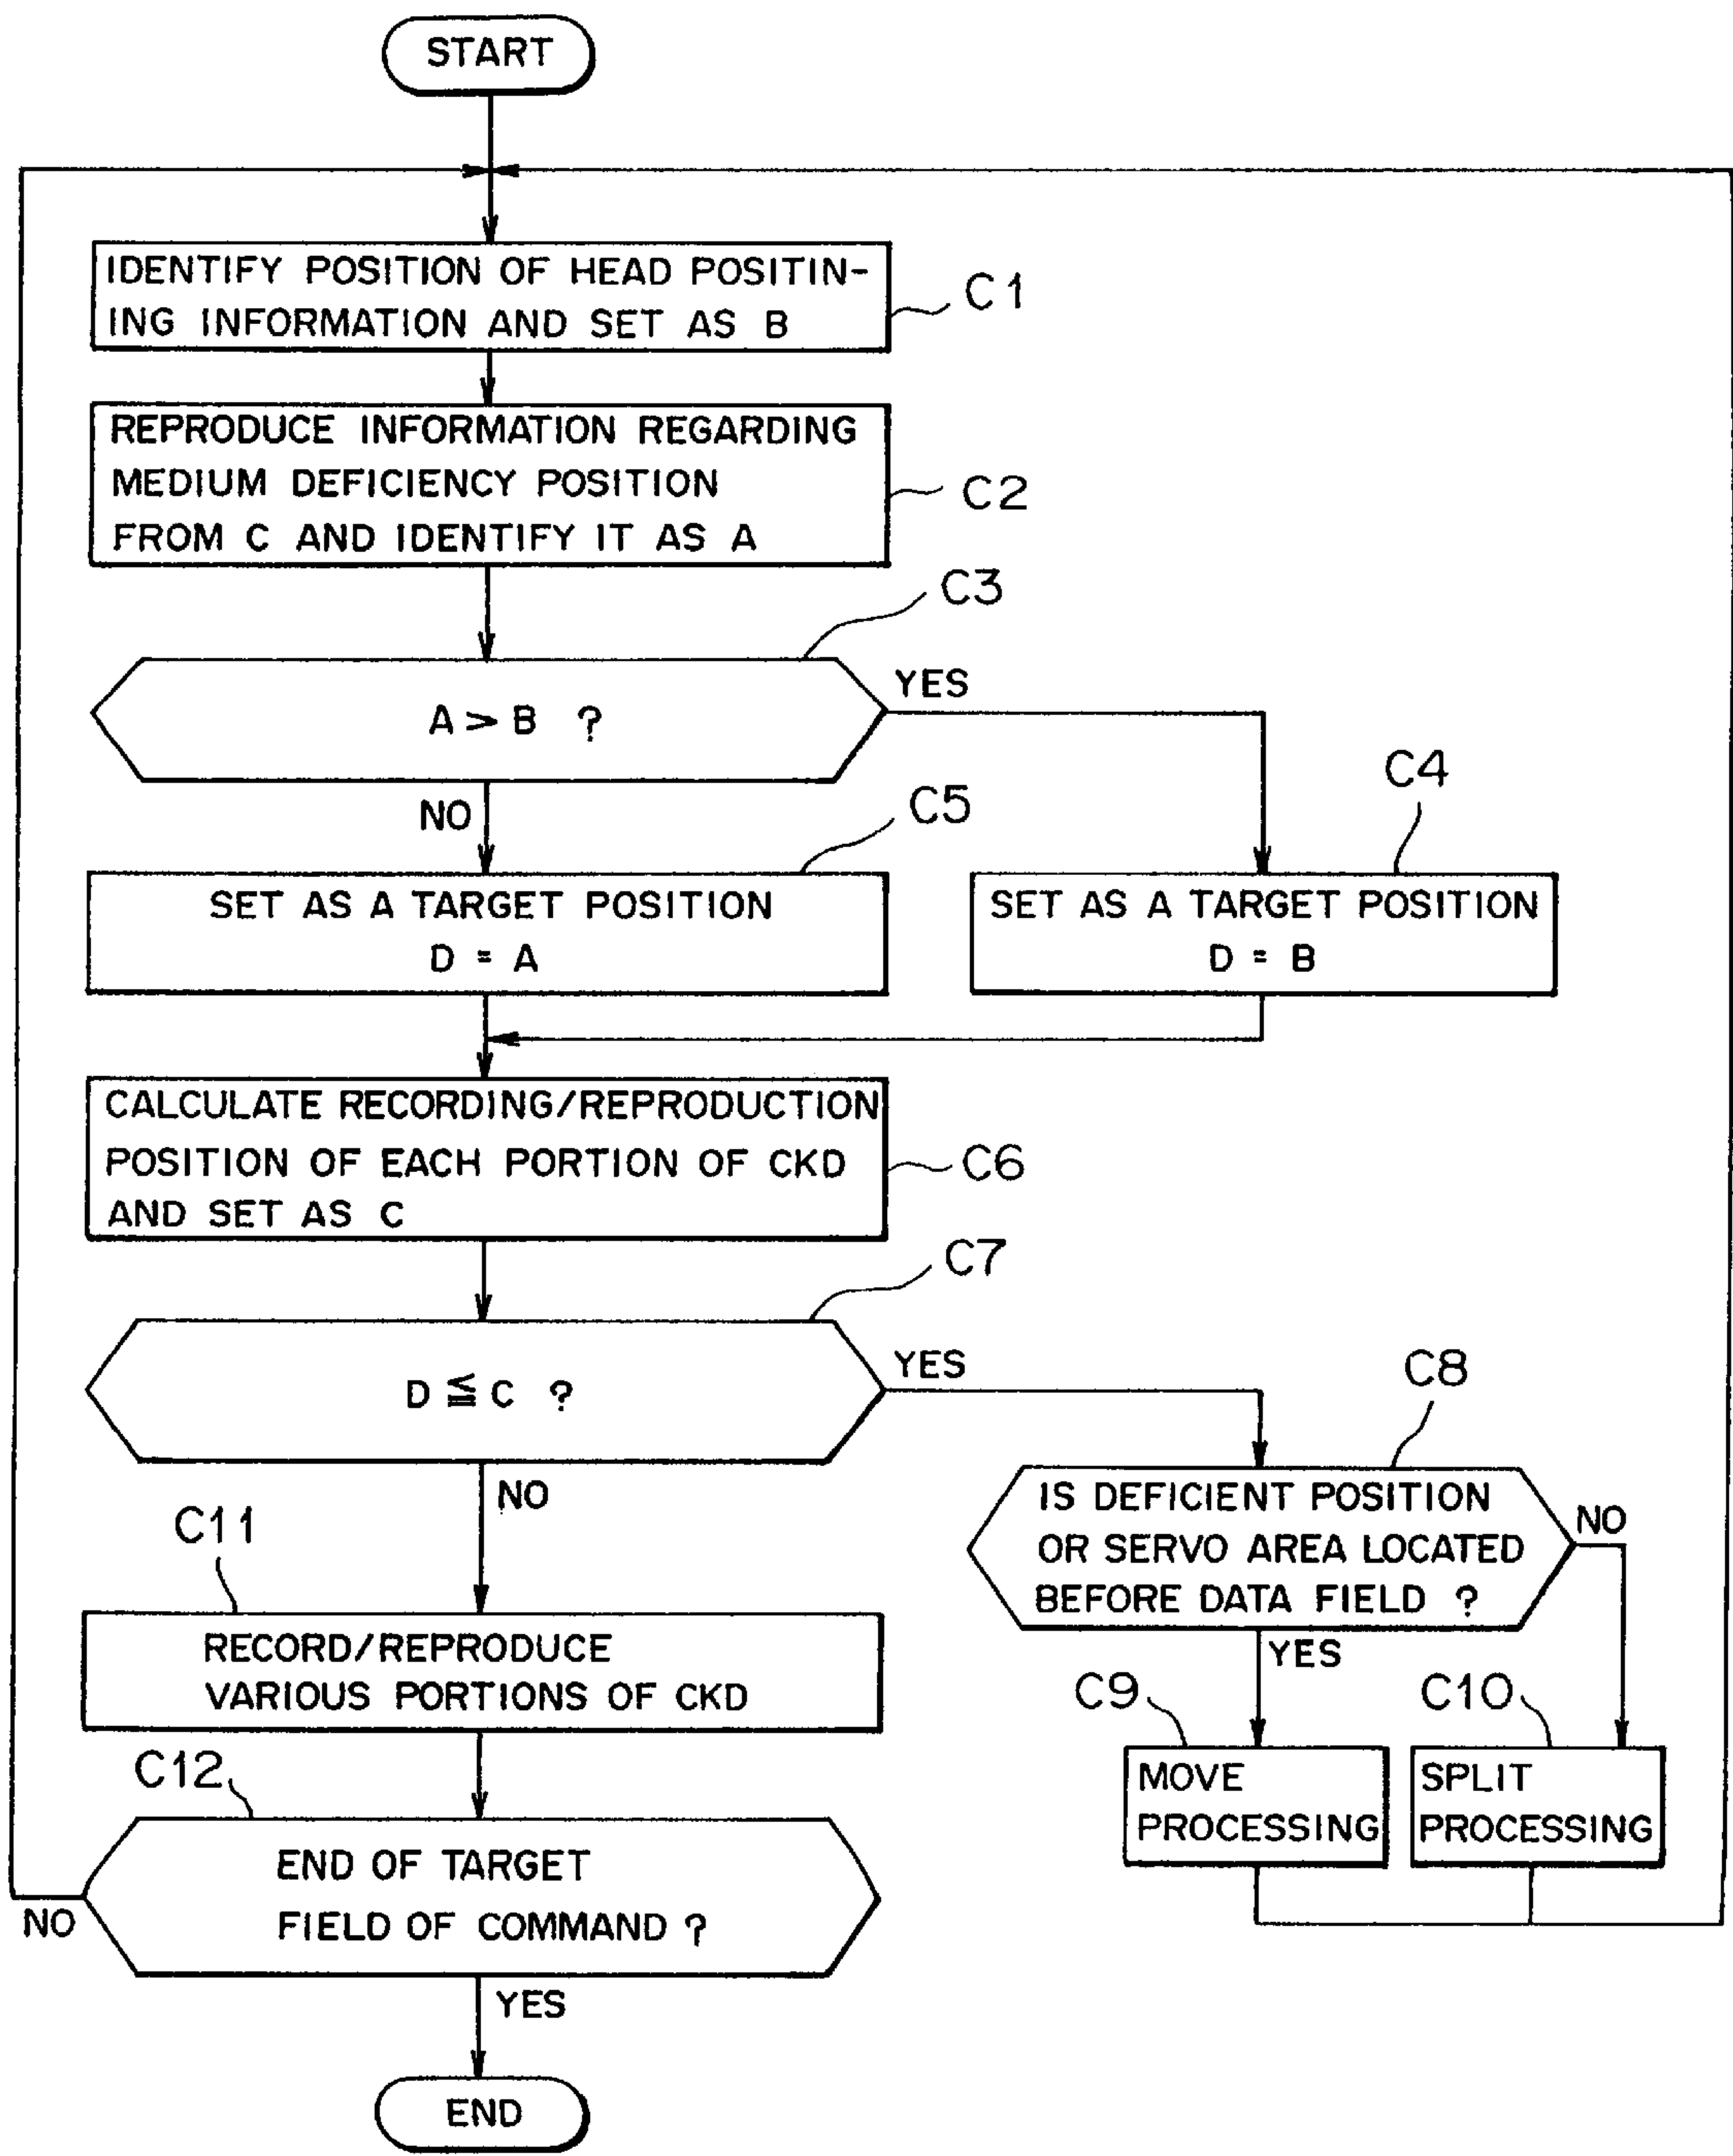 START
IDENTIFY POSITION OF HEAD POSITIN-
ING INFORMATION AND SET AS B
C1
REPRODUCE INFORMATION REGARDING
MEDIUM DEFICIENCY POSITION
FROM C AND IDENTIFY IT AS A
C2
C3
A > B ?
YES
NO
C5
C4
SET AS A TARGET POSITION
D = A
SET AS A TARGET POSITION
D = B
CALCULATE RECORDING/REPRODUCTION
POSITION OF EACH PORTION OF CKD
AND SET AS C
C6
C7
D ≦ C ?
YES
NO
C8
IS DEFICIENT POSITION
OR SERVO AREA LOCATED
BEFORE DATA FIELD ?
NO
YES
C11
RECORD/REPRODUCE
VARIOUS PORTIONS OF CKD
C9
MOVE
PROCESSING
C10
SPLIT
PROCESSING
C12
END OF TARGET
FIELD OF COMMAND ?
NO
YES
END